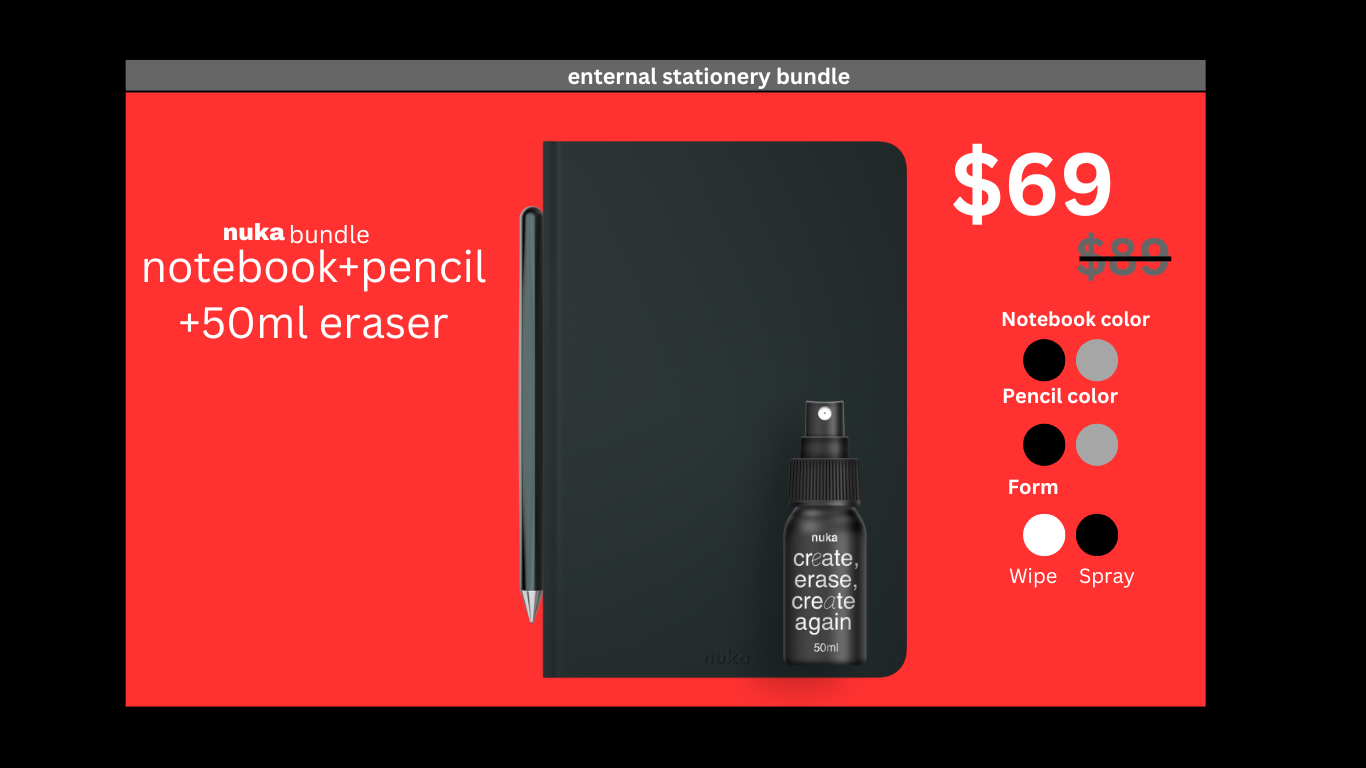 enternal stationery bundle
nuka bundle
notebook+pencil
+50ml eraser
nuka
create,
erase,
create
again
50ml
nuka
$69
$89
Notebook color
Pencil color
Form
Wipe Spray